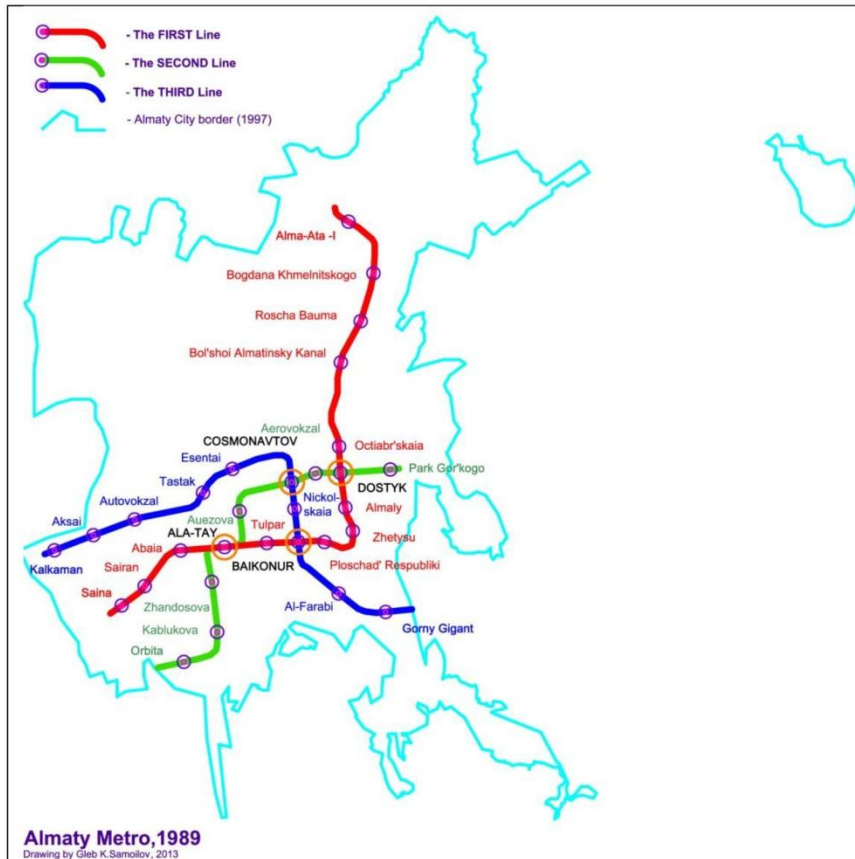 - The FIRST Line
- The SECOND Line
- The THIRD Line
- Almaty City border (1997)
Alma-Ata -I
Bogdana Khmelnitskogo
Roscha Bauma
Bol'shoi Almatinsky Kanal
Aerovokzal
COSMONAVTOV
Octiabr'skaia
Esentai
Park Gor'kogo
Tastak
DOSTYK
Autovokzal
Nickol-
skaia
Almaly
Aksai
Auezova
ALA-TAY
Tulpar
Zhetysu
Abaia
Kalkaman
Sairan
BAIKONUR
Ploschad' Respubliki
Saina
Zhandosova
Al-Farabi
Kablukova
Gorny Gigant
Orbita
Almaty Metro,1989
Drawing by Gleb K.Samoilov, 2013